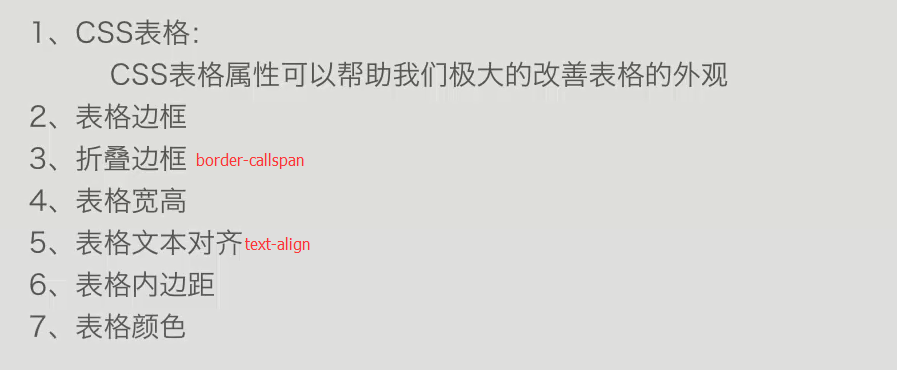 1、CSS表格：
CSS表格属性可以帮助我们极大的改善表格的外观
2、表格边框
3、折叠边框 border-callspan
4、表格宽高
5、表格文本对齐text-align
6、表格内边距
7、表格颜色